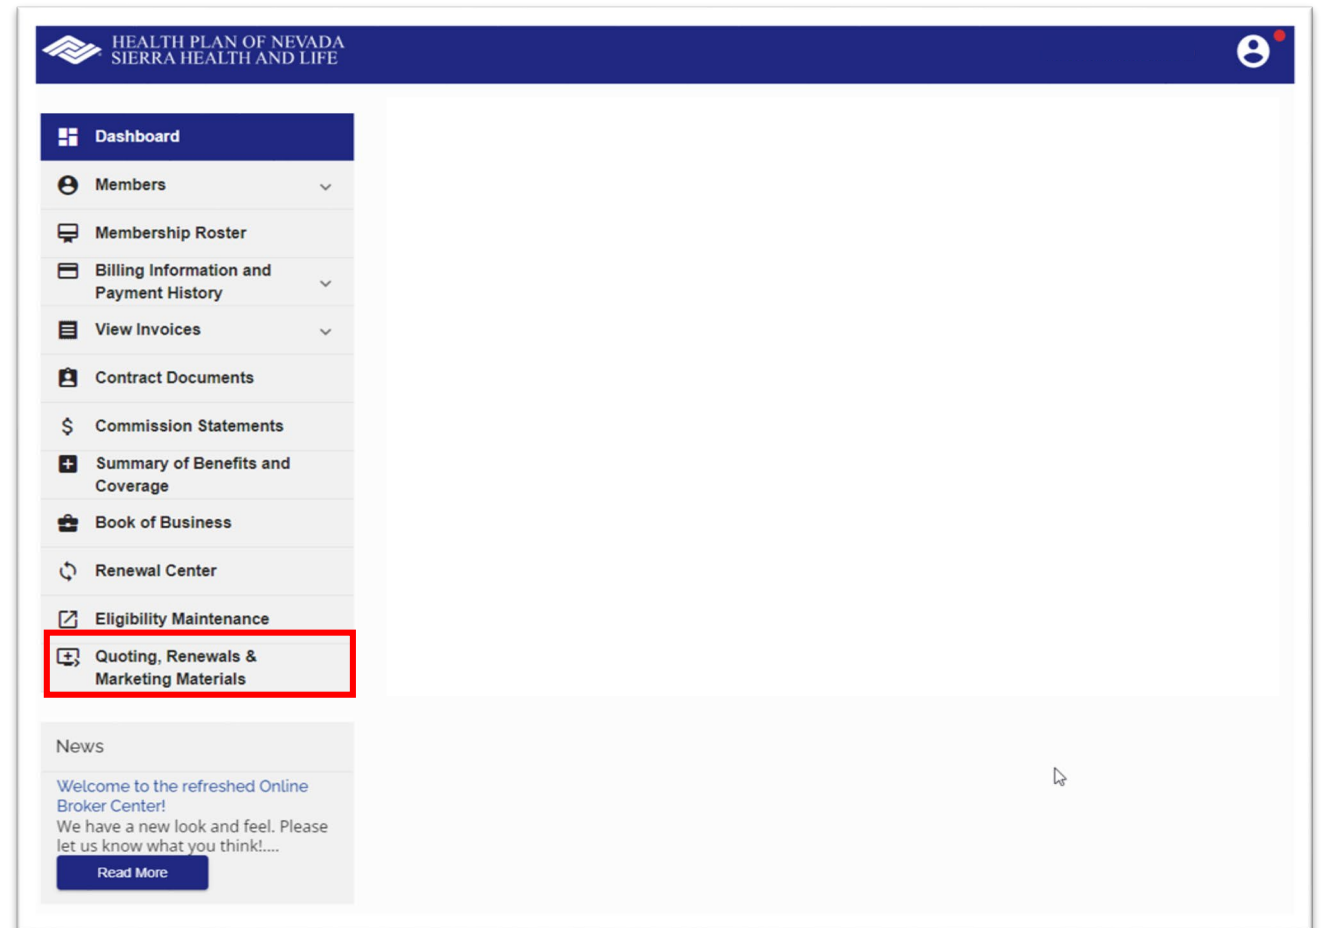 HEALTH PLAN OF NEVADA
SIERRA HEALTH AND LIFE
Dashboard
Members
Membership Roster
Billing Information and
Payment History
View Invoices
Contract Documents
Commission Statements
Summary of Benefits and
Coverage
Book of Business
Renewal Center
Eligibility Maintenance
Quoting, Renewals &
Marketing Materials
News
Welcome to the refreshed Online
Broker Center!
We have a new look and feel. Please
let us know what you think!....
Read More